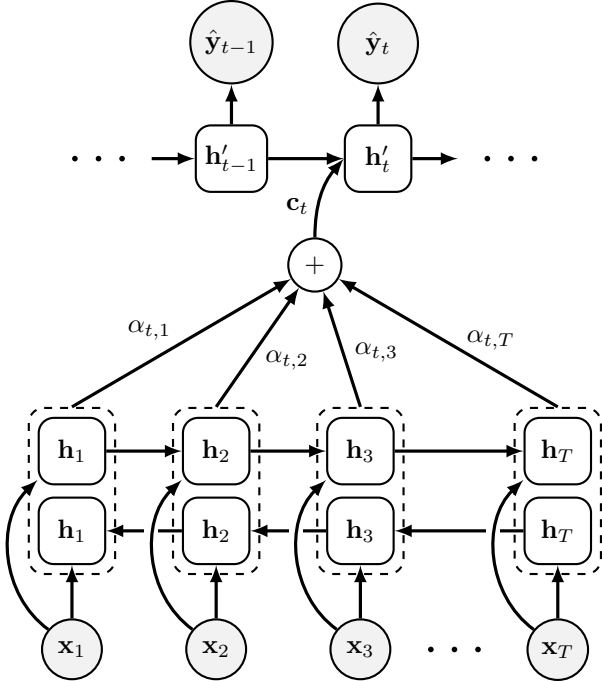 ŷ_{t−1} ŷ_t
· · · h′_{t−1} h′_t · · ·
c_t
+
α_{t,1} α_{t,2} α_{t,3} α_{t,T}
h_1 h_2 h_3 h_T
h_1 h_2 h_3 h_T
x_1 x_2 x_3 · · · x_T